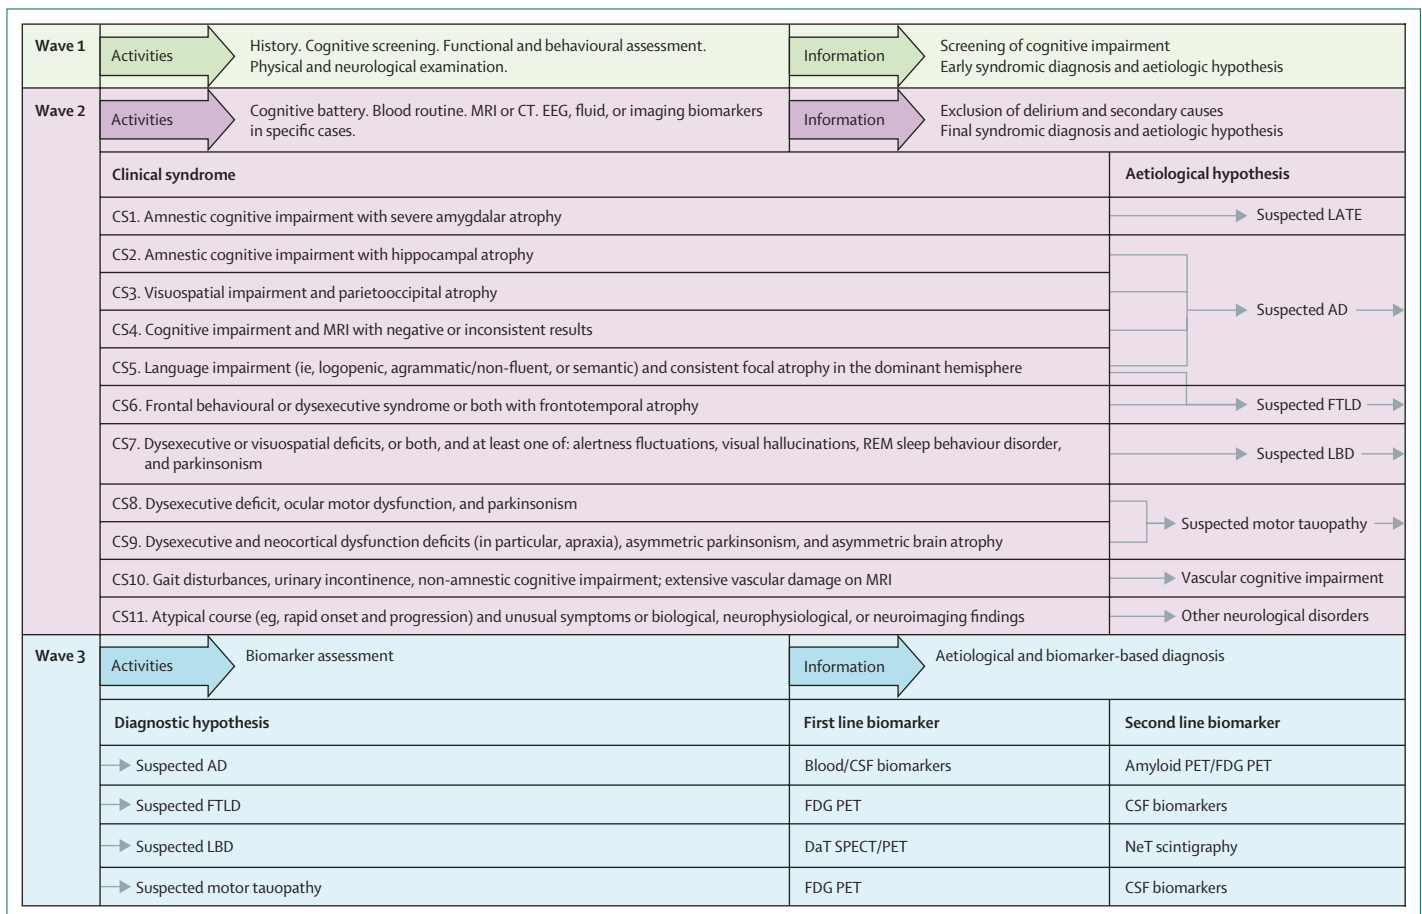 Wave 1
Activities
History. Cognitive screening. Functional and behavioural assessment.
Physical and neurological examination.
Information
Screening of cognitive impairment
Early syndromic diagnosis and aetiologic hypothesis
Wave 2
Activities
Cognitive battery. Blood routine. MRI or CT. EEG, fluid, or imaging biomarkers
in specific cases.
Information
Exclusion of delirium and secondary causes
Final syndromic diagnosis and aetiologic hypothesis
Clinical syndrome
Aetiological hypothesis
CS1. Amnestic cognitive impairment with severe amygdalar atrophy
Suspected LATE
CS2. Amnestic cognitive impairment with hippocampal atrophy
CS3. Visuospatial impairment and parietooccipital atrophy
Suspected AD
CS4. Cognitive impairment and MRI with negative or inconsistent results
CS5. Language impairment (ie, logopenic, agrammatic/non-fluent, or semantic) and consistent focal atrophy in the dominant hemisphere
CS6. Frontal behavioural or dysexecutive syndrome or both with frontotemporal atrophy
Suspected FTLD
CS7. Dysexecutive or visuospatial deficits, or both, and at least one of: alertness fluctuations, visual hallucinations, REM sleep behaviour disorder,
and parkinsonism
Suspected LBD
CS8. Dysexecutive deficit, ocular motor dysfunction, and parkinsonism
Suspected motor tauopathy
CS9. Dysexecutive and neocortical dysfunction deficits (in particular, apraxia), asymmetric parkinsonism, and asymmetric brain atrophy
CS10. Gait disturbances, urinary incontinence, non-amnestic cognitive impairment; extensive vascular damage on MRI
Vascular cognitive impairment
CS11. Atypical course (eg, rapid onset and progression) and unusual symptoms or biological, neurophysiological, or neuroimaging findings
Other neurological disorders
Wave 3
Activities
Biomarker assessment
Information
Aetiological and biomarker-based diagnosis
Diagnostic hypothesis
First line biomarker
Second line biomarker
Suspected AD
Blood/CSF biomarkers
Amyloid PET/FDG PET
Suspected FTLD
FDG PET
CSF biomarkers
Suspected LBD
DaT SPECT/PET
NeT scintigraphy
Suspected motor tauopathy
FDG PET
CSF biomarkers